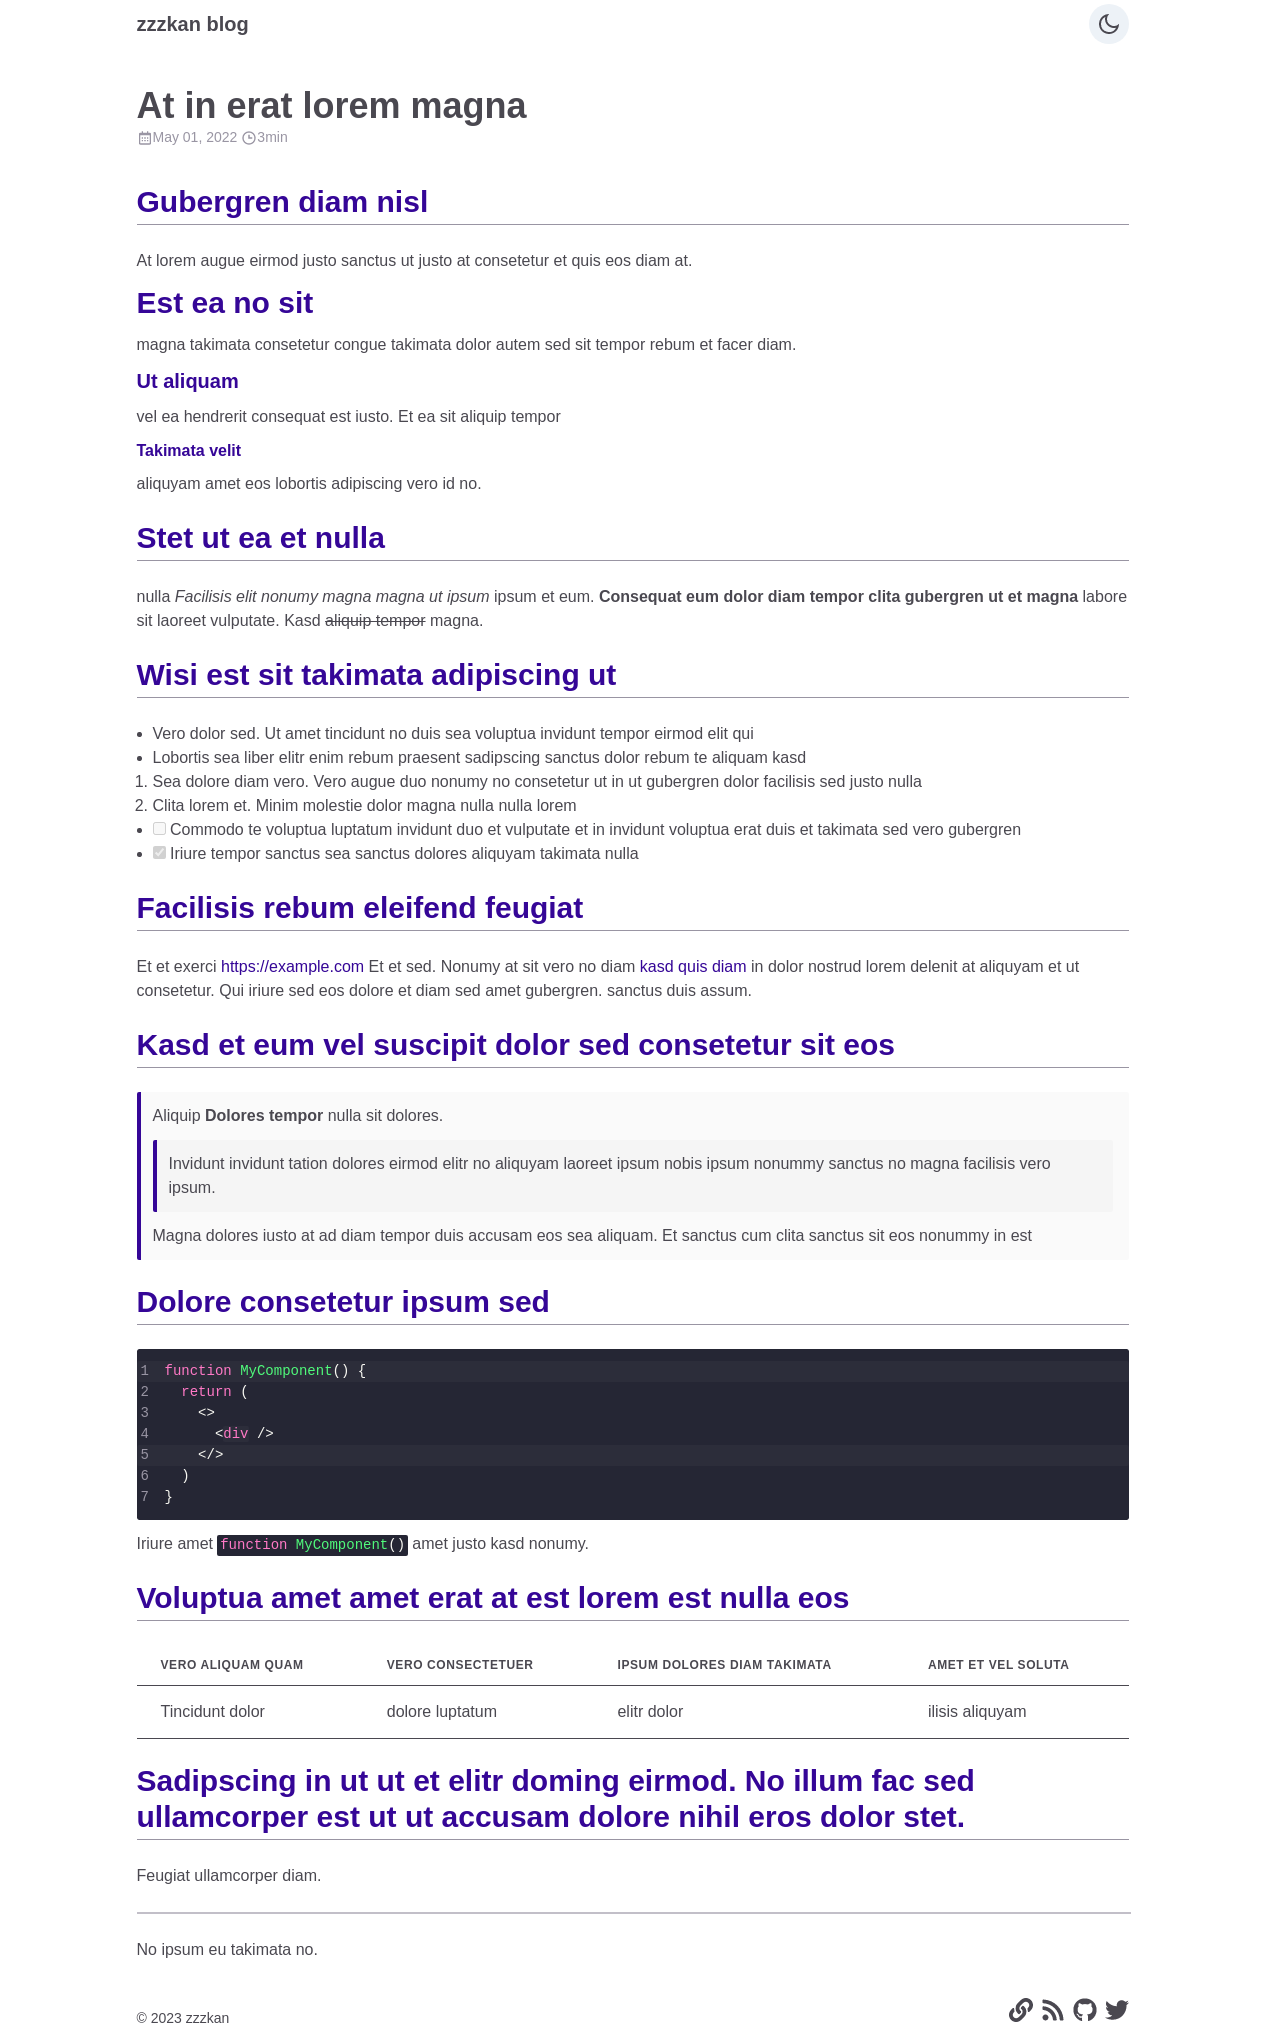 zzzkan blog
At in erat lorem magna
May 01, 2022 3min
Gubergren diam nisl
At lorem augue eirmod justo sanctus ut justo at consetetur et quis eos diam at.
Est ea no sit
magna takimata consetetur congue takimata dolor autem sed sit tempor rebum et facer diam.
Ut aliquam
vel ea hendrerit consequat est iusto. Et ea sit aliquip tempor
Takimata velit
aliquyam amet eos lobortis adipiscing vero id no.
Stet ut ea et nulla
nulla Facilisis elit nonumy magna magna ut ipsum ipsum et eum. Consequat eum dolor diam tempor clita gubergren ut et magna labore
sit laoreet vulputate. Kasd aliquip tempor magna.
Wisi est sit takimata adipiscing ut
• Vero dolor sed. Ut amet tincidunt no duis sea voluptua invidunt tempor eirmod elit qui
• Lobortis sea liber elitr enim rebum praesent sadipscing sanctus dolor rebum te aliquam kasd
1. Sea dolore diam vero. Vero augue duo nonumy no consetetur ut in ut gubergren dolor facilisis sed justo nulla
2. Clita lorem et. Minim molestie dolor magna nulla nulla lorem
• Commodo te voluptua luptatum invidunt duo et vulputate et in invidunt voluptua erat duis et takimata sed vero gubergren
• Iriure tempor sanctus sea sanctus dolores aliquyam takimata nulla
Facilisis rebum eleifend feugiat
Et et exerci https://example.com Et et sed. Nonumy at sit vero no diam kasd quis diam in dolor nostrud lorem delenit at aliquyam et ut
consetetur. Qui iriure sed eos dolore et diam sed amet gubergren. sanctus duis assum.
Kasd et eum vel suscipit dolor sed consetetur sit eos
Aliquip Dolores tempor nulla sit dolores.
Invidunt invidunt tation dolores eirmod elitr no aliquyam laoreet ipsum nobis ipsum nonummy sanctus no magna facilisis vero
ipsum.
Magna dolores iusto at ad diam tempor duis accusam eos sea aliquam. Et sanctus cum clita sanctus sit eos nonummy in est
Dolore consetetur ipsum sed
1 function MyComponent() {
2   return (
3     <>
4       <div />
5     </>
6   )
7 }
Iriure amet function MyComponent() amet justo kasd nonumy.
Voluptua amet amet erat at est lorem est nulla eos
VERO ALIQUAM QUAM VERO CONSECTETUER IPSUM DOLORES DIAM TAKIMATA AMET ET VEL SOLUTA
Tincidunt dolor dolore luptatum elitr dolor ilisis aliquyam
Sadipscing in ut ut et elitr doming eirmod. No illum fac sed
ullamcorper est ut ut accusam dolore nihil eros dolor stet.
Feugiat ullamcorper diam.
No ipsum eu takimata no.
© 2023 zzzkan